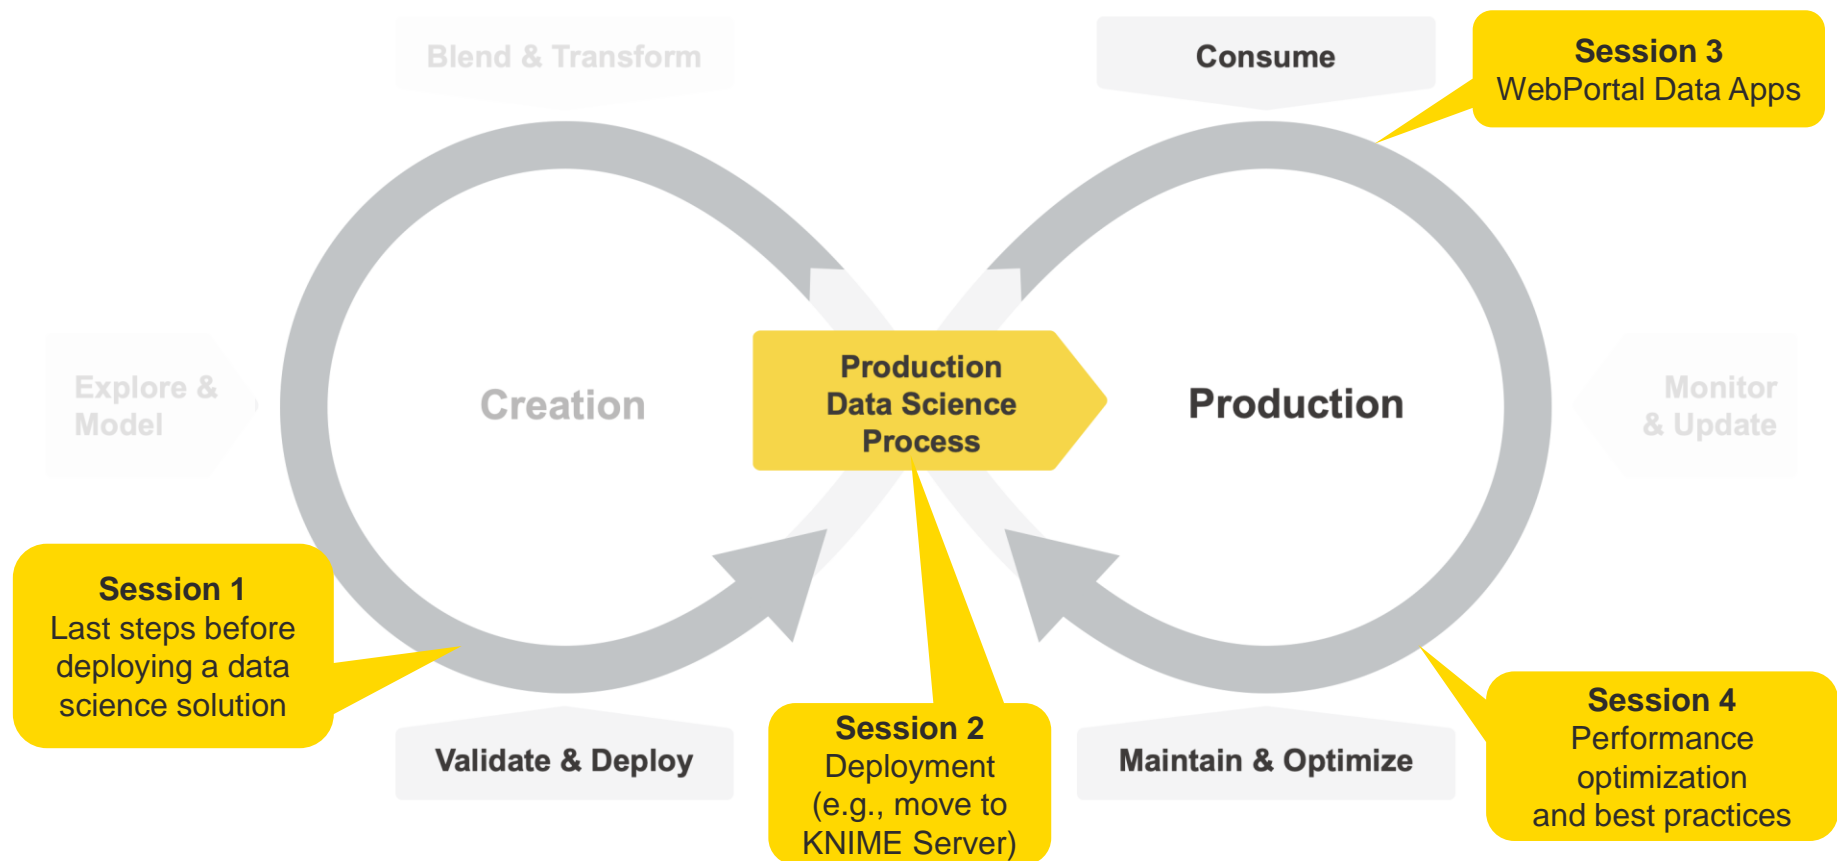 Blend & Transform
Consume
Session 3
WebPortal Data Apps
Explore &
Model
Creation
Production
Data Science
Process
Production
Monitor
& Update
Session 1
Last steps before
deploying a data
science solution
Validate & Deploy
Session 2
Deployment
(e.g., move to
KNIME Server)
Maintain & Optimize
Session 4
Performance
optimization
and best practices